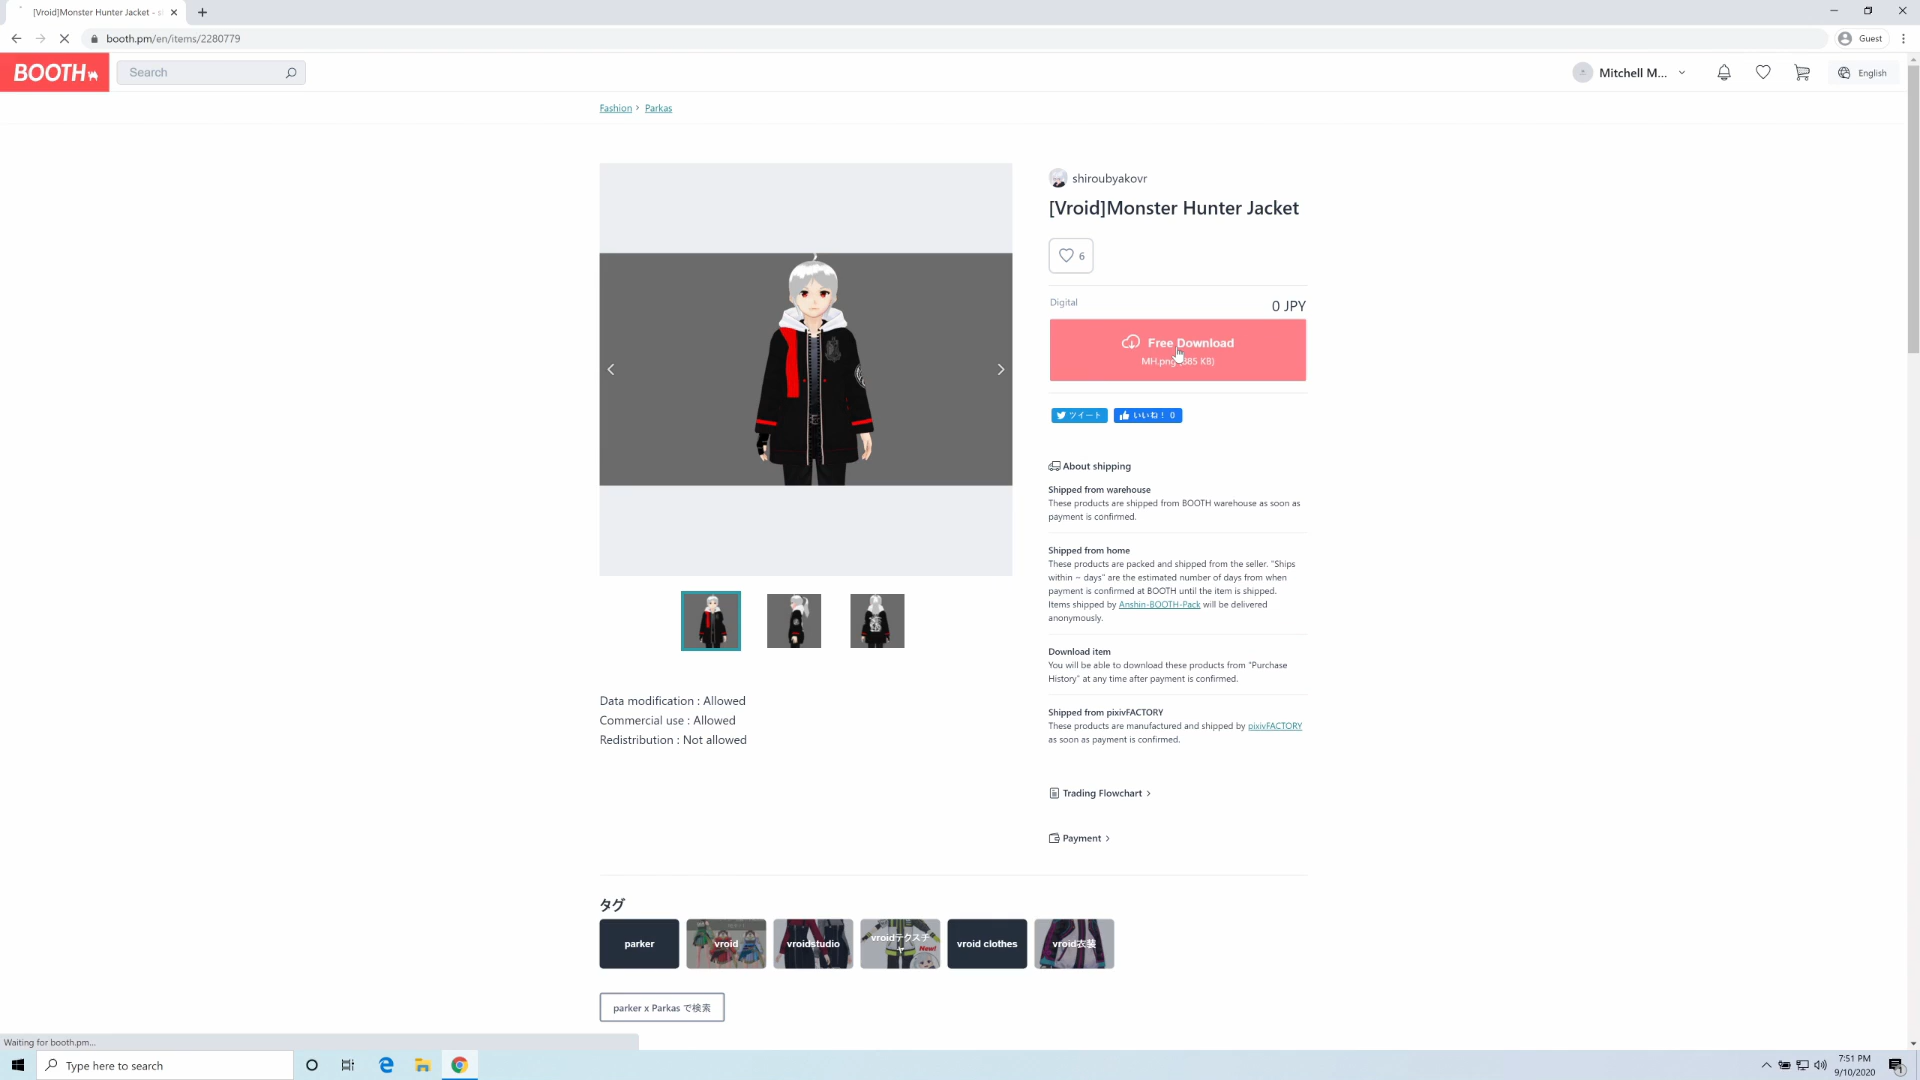 [Vroid]Monster Hunter Jacket - s
booth.pm/en/items/2280779
Guest
BOOTH
Search
Mitchell M...
English
Fashion > Parkas
shiroubyakovr
[Vroid]Monster Hunter Jacket
6
Digital
0 JPY
Free Download
ツイート
いいね！ 0
About shipping
Shipped from warehouse
These products are shipped from BOOTH warehouse as soon as
payment is confirmed.
Shipped from home
These products are packed and shipped from the seller. "Ships
within ~ days" are the estimated number of days from when
payment is confirmed at BOOTH until the item is shipped.
Items shipped by Anshin-BOOTH-Pack will be delivered
anonymously.
Download item
You will be able to download these products from "Purchase
History" at any time after payment is confirmed.
Shipped from pixivFACTORY
These products are manufactured and shipped by pixivFACTORY
as soon as payment is confirmed.
Trading Flowchart >
Payment >
Data modification : Allowed
Commercial use : Allowed
Redistribution : Not allowed
タグ
parker
vroid
vroidstudio
vroidテクスチャ
New!
vroid clothes
vroid衣装
parker x Parkas で検索
Waiting for booth.pm...
Type here to search
7:51 PM
9/10/2020
1